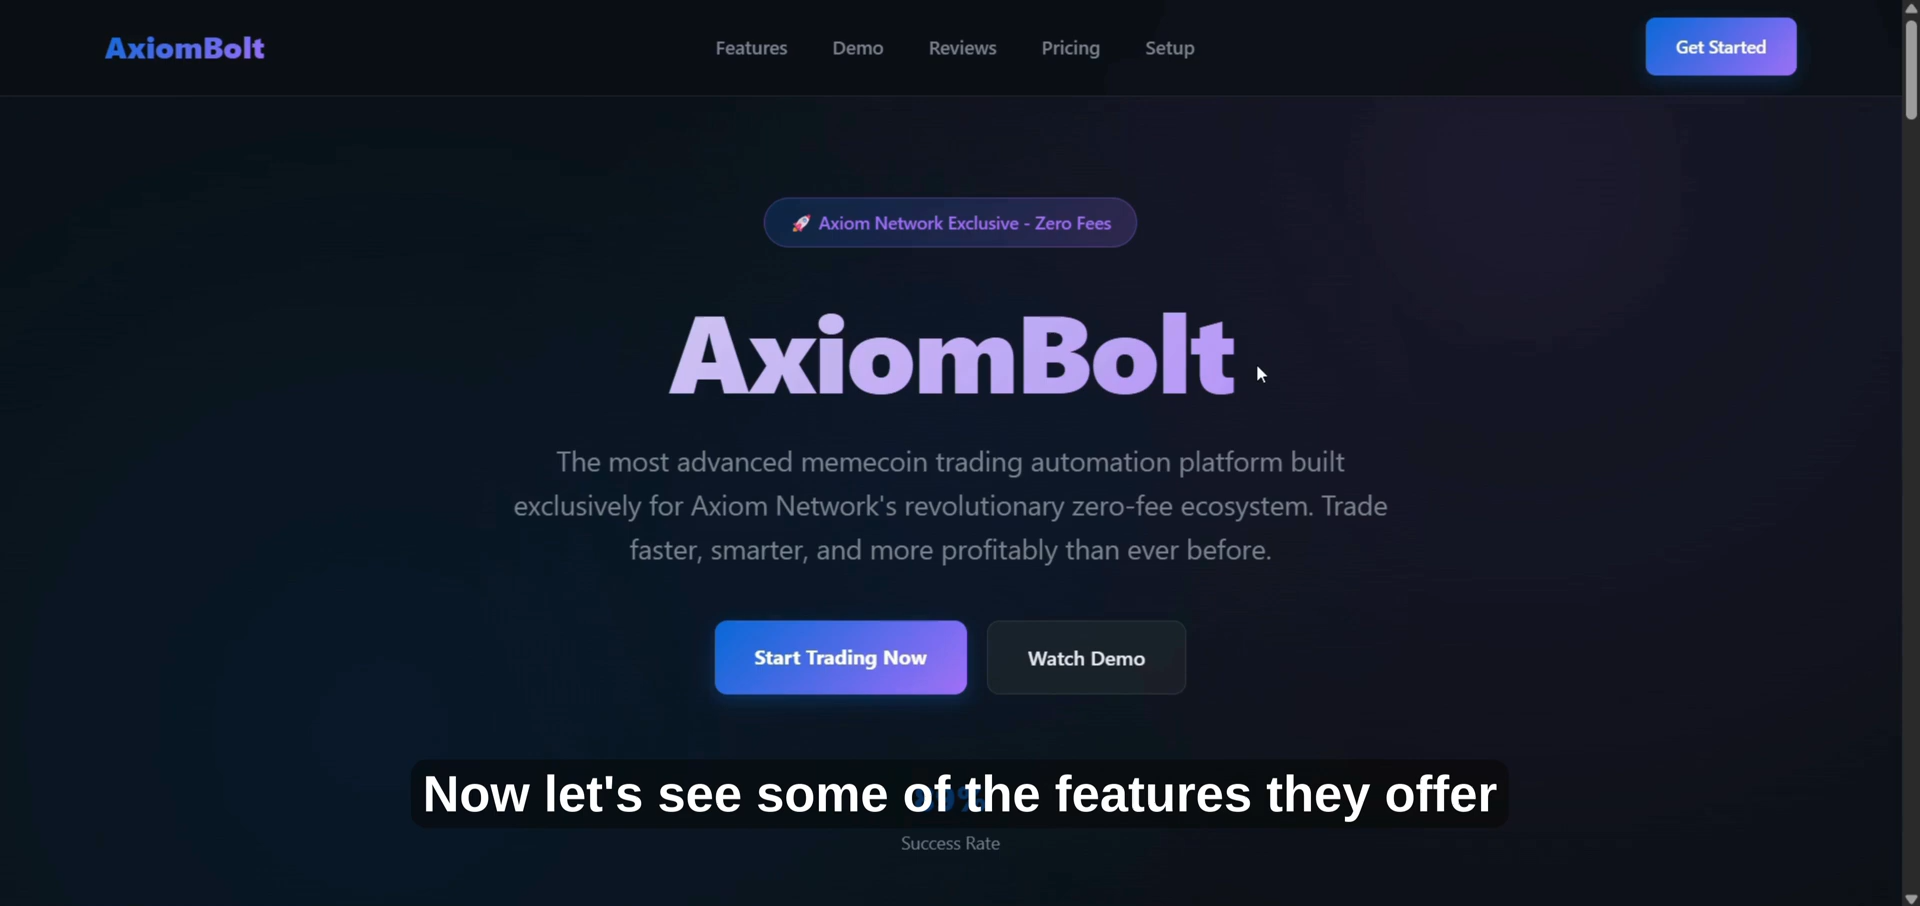 AxiomBolt
Features
Demo
Reviews
Pricing
Setup
Get Started
🚀 Axiom Network Exclusive - Zero Fees
AxiomBolt
The most advanced memecoin trading automation platform built
exclusively for Axiom Network's revolutionary zero-fee ecosystem. Trade
faster, smarter, and more profitably than ever before.
Start Trading Now
Watch Demo
Now let's see some of the features they offer
Success Rate